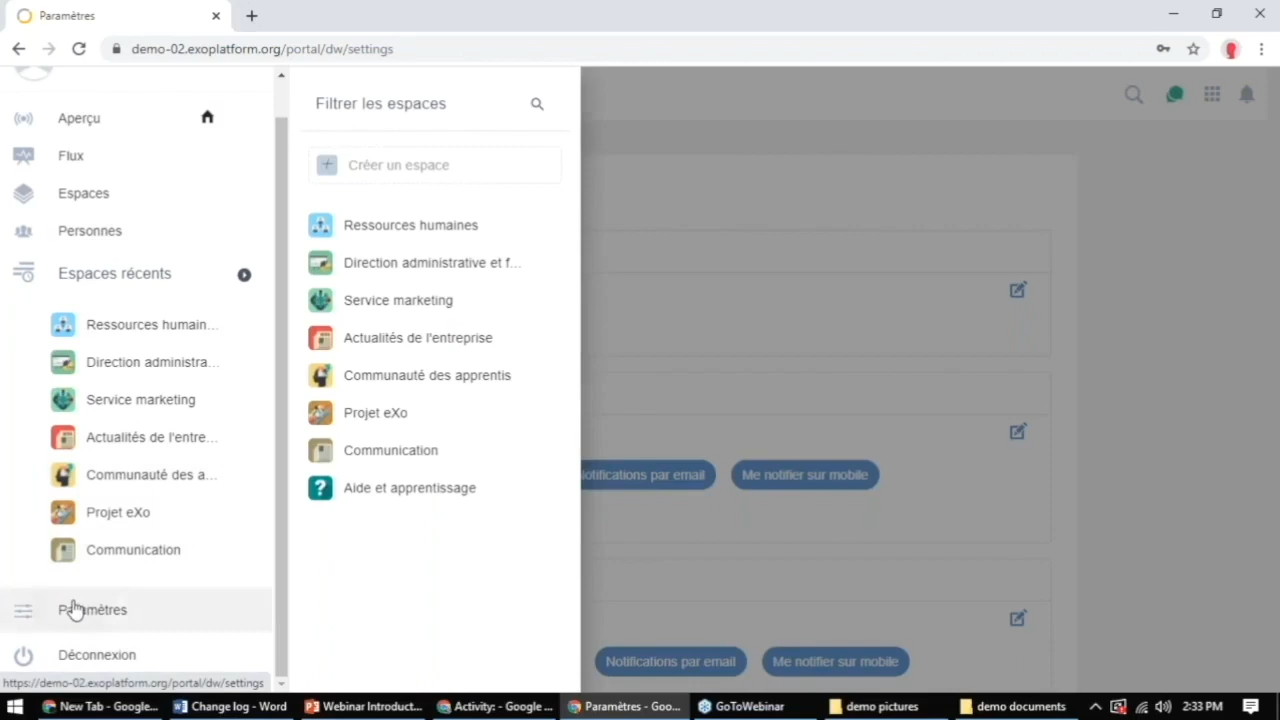 Paramètres
demo-02.exoplatform.org/portal/dw/settings
Aperçu
Flux
Espaces
Personnes
Espaces récents
Ressources humain...
Direction administra...
Service marketing
Actualités de l'entre...
Communauté des a...
Projet eXo
Communication
Paramètres
Déconnexion
https://demo-02.exoplatform.org/portal/dw/settings
Filtrer les espaces
Créer un espace
Ressources humaines
Direction administrative et f...
Service marketing
Actualités de l'entreprise
Communauté des apprentis
Projet eXo
Communication
Aide et apprentissage
Notifications par email
Me notifier sur mobile
Notifications par email
Me notifier sur mobile
New Tab - Google...
Change log - Word
Webinar Introduct...
Activity: - Google ...
Paramètres - Goo...
GoToWebinar
demo pictures
demo documents
2:33 PM